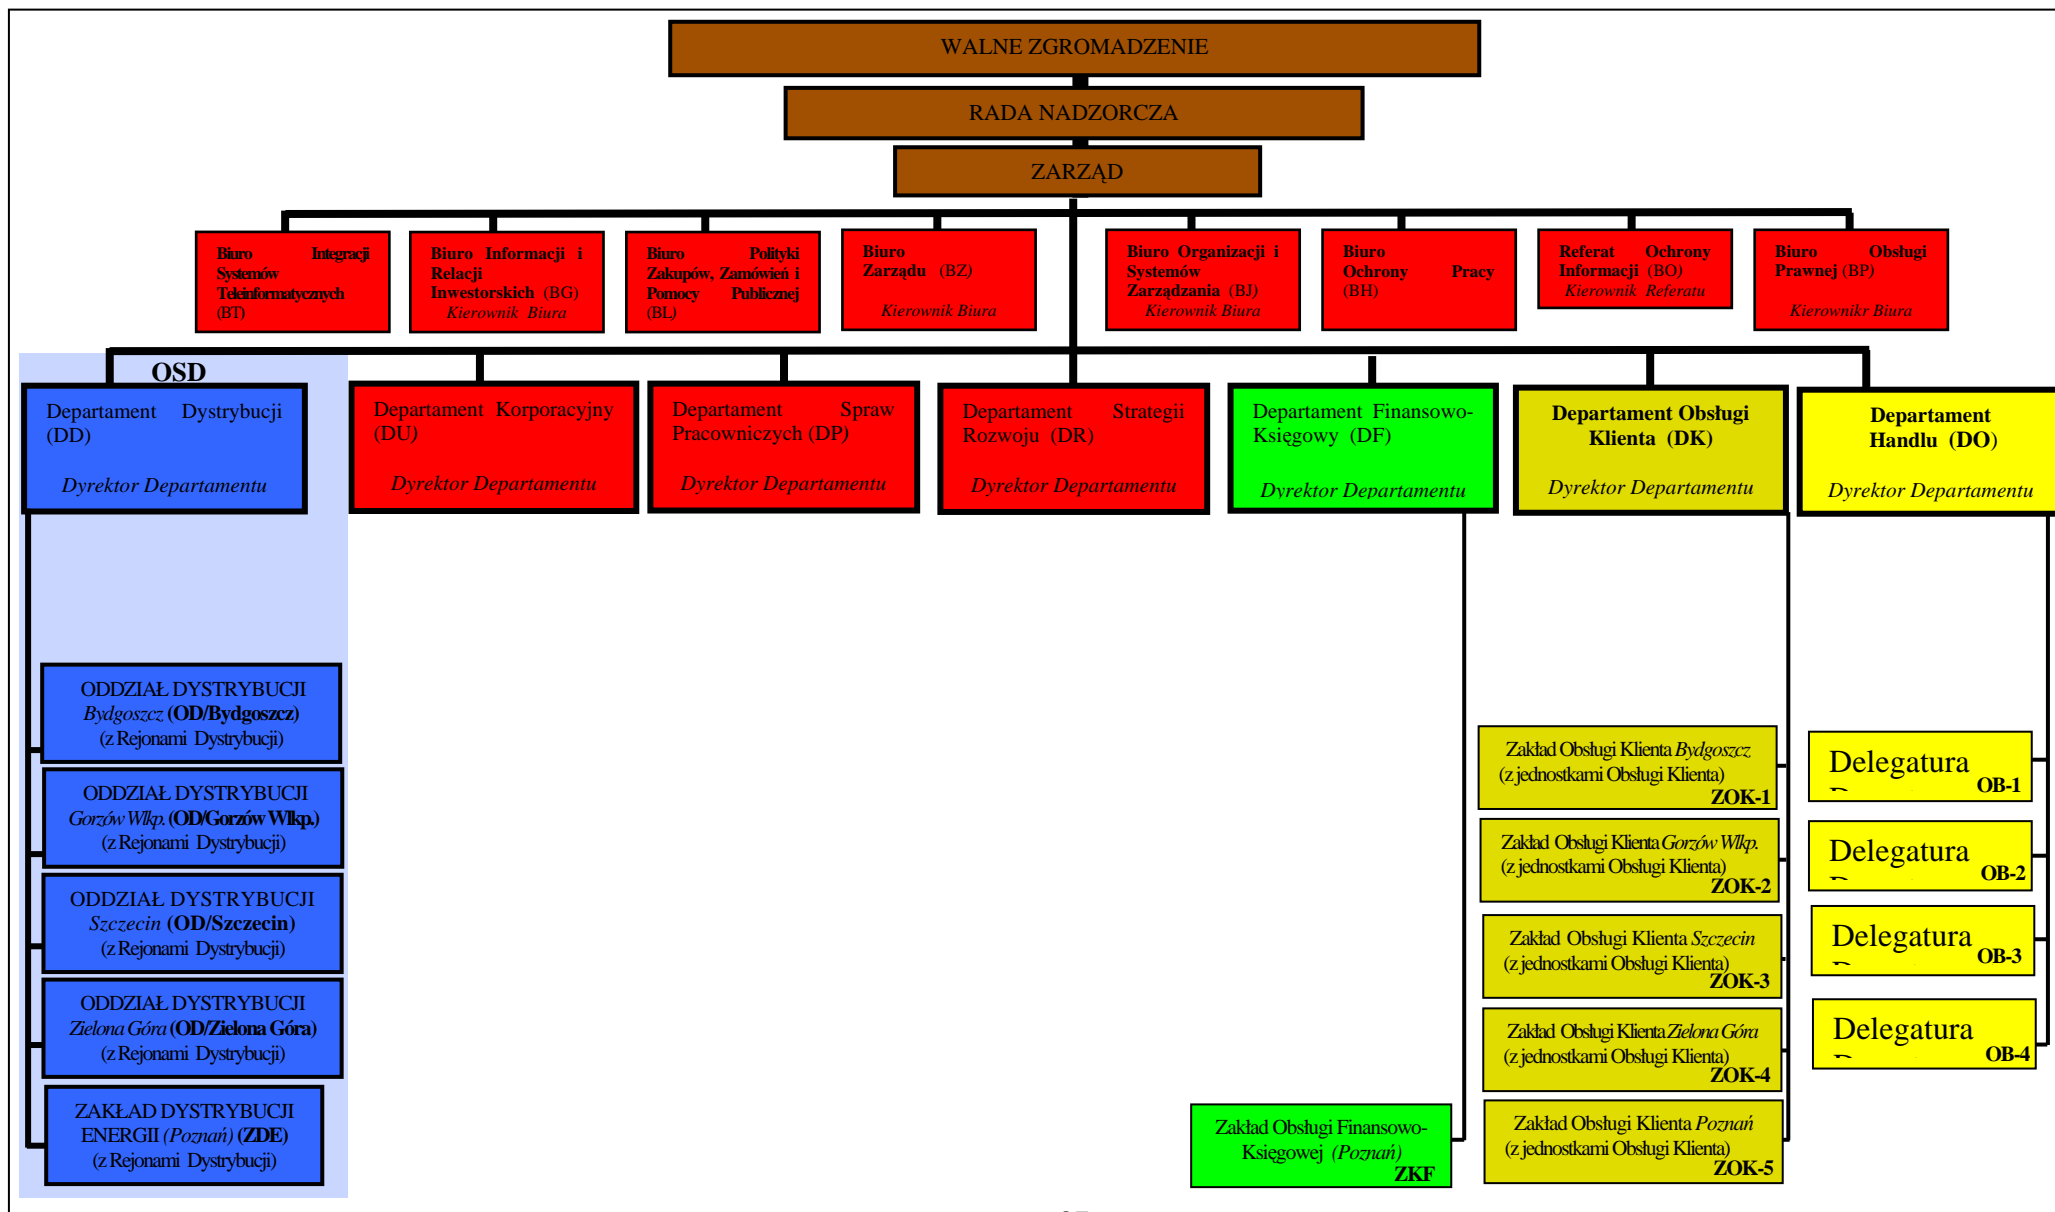 WALNE ZGROMADZENIE
RADA NADZORCZA
ZARZĄD
Biuro Integracji
Systemów
Teleinformatycznych
(BT)
Biuro Informacji i
Relacji
Inwestorskich (BG)
Kierownik Biura
Biuro Polityki
Zakupów, Zamówień i
Pomocy Publicznej
(BL)
Biuro
Zarządu (BZ)
Kierownik Biura
Biuro Organizacji i
Systemów
Zarządzania (BJ)
Kierownik Biura
Biuro
Ochrony Pracy
(BH)
Referat Ochrony
Informacji (BO)
Kierownik Referatu
Biuro Obsługi
Prawnej (BP)
Kierownikr Biura
OSD
Departament Dystrybucji
(DD)
Dyrektor Departamentu
Departament Korporacyjny
(DU)
Dyrektor Departamentu
Departament Spraw
Pracowniczych (DP)
Dyrektor Departamentu
Departament Strategii
Rozwoju (DR)
Dyrektor Departamentu
Departament Finansowo-
Księgowy (DF)
Dyrektor Departamentu
Departament Obsługi
Klienta (DK)
Dyrektor Departamentu
Departament
Handlu (DO)
Dyrektor Departamentu
ODDZIAŁ DYSTRYBUCJI
Bydgoszcz (OD/Bydgoszcz)
(z Rejonami Dystrybucji)
ODDZIAŁ DYSTRYBUCJI
Gorzów Wlkp. (OD/Gorzów Wlkp.)
(z Rejonami Dystrybucji)
ODDZIAŁ DYSTRYBUCJI
Szczecin (OD/Szczecin)
(z Rejonami Dystrybucji)
ODDZIAŁ DYSTRYBUCJI
Zielona Góra (OD/Zielona Góra)
(z Rejonami Dystrybucji)
ZAKŁAD DYSTRYBUCJI
ENERGII (Poznań) (ZDE)
(z Rejonami Dystrybucji)
Zakład Obsługi Finansowo-
Księgowej (Poznań)
ZKF
Zakład Obsługi Klienta Bydgoszcz
(z jednostkami Obsługi Klienta)
ZOK-1
Zakład Obsługi Klienta Gorzów Wlkp.
(z jednostkami Obsługi Klienta)
ZOK-2
Zakład Obsługi Klienta Szczecin
(z jednostkami Obsługi Klienta)
ZOK-3
Zakład Obsługi Klienta Zielona Góra
(z jednostkami Obsługi Klienta)
ZOK-4
Zakład Obsługi Klienta Poznań
(z jednostkami Obsługi Klienta)
ZOK-5
Delegatura
OB-1
Delegatura
OB-2
Delegatura
OB-3
Delegatura
OB-4